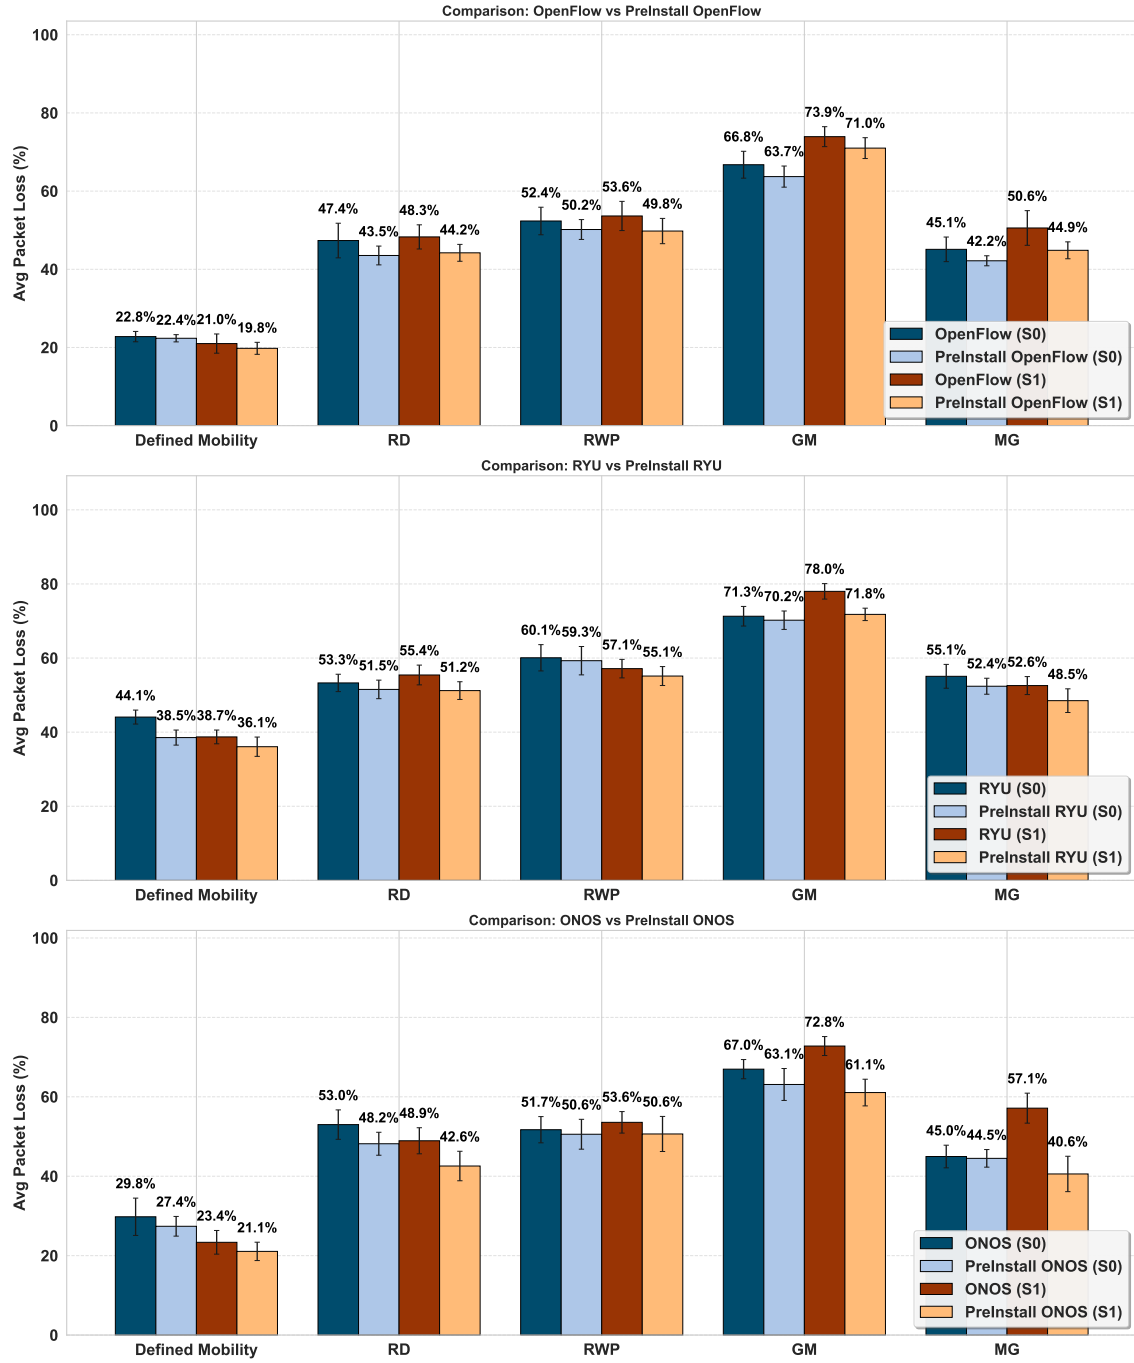 Comparison: OpenFlow vs PreInstall OpenFlow
Avg Packet Loss (%)
100
80
60
40
20
0
22.8% 22.4% 21.0% 19.8%
47.4% 43.5% 48.3% 44.2%
52.4% 50.2% 53.6% 49.8%
66.8% 63.7% 73.9% 71.0%
45.1% 42.2% 50.6% 44.9%
OpenFlow (S0)
PreInstall OpenFlow (S0)
OpenFlow (S1)
PreInstall OpenFlow (S1)
Defined Mobility RD RWP GM MG
Comparison: RYU vs PreInstall RYU
Avg Packet Loss (%)
100
80
60
40
20
0
44.1% 38.5% 38.7% 36.1%
53.3% 51.5% 55.4% 51.2%
60.1% 59.3% 57.1% 55.1%
71.3% 70.2% 78.0% 71.8%
55.1% 52.4% 52.6% 48.5%
RYU (S0)
PreInstall RYU (S0)
RYU (S1)
PreInstall RYU (S1)
Defined Mobility RD RWP GM MG
Comparison: ONOS vs PreInstall ONOS
Avg Packet Loss (%)
100
80
60
40
20
0
29.8% 27.4% 23.4% 21.1%
53.0% 48.2% 48.9% 42.6%
51.7% 50.6% 53.6% 50.6%
67.0% 63.1% 72.8% 61.1%
45.0% 44.5% 57.1% 40.6%
ONOS (S0)
PreInstall ONOS (S0)
ONOS (S1)
PreInstall ONOS (S1)
Defined Mobility RD RWP GM MG